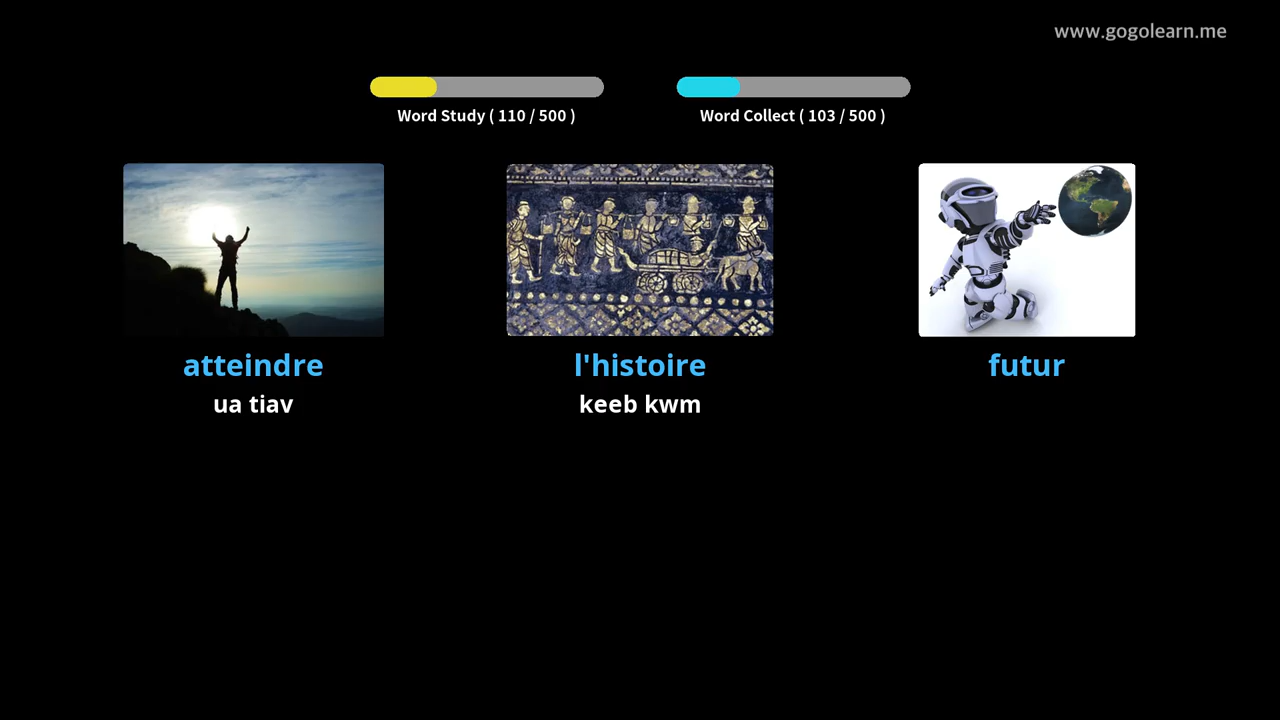 www.gogolearn.me
Word Study ( 110 / 500 )
Word Collect ( 103 / 500 )
atteindre
ua tiav
l'histoire
keeb kwm
futur